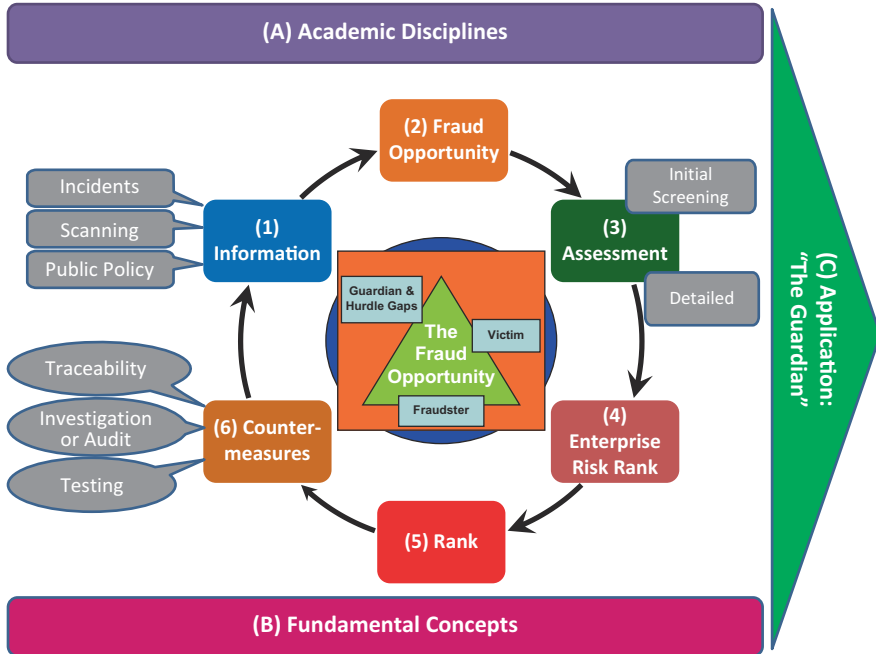 (A) Academic Disciplines
(2) Fraud
Opportunity
Initial
Screening
Incidents
Scanning
Public Policy
(1)
Information
(3)
Assessment
Detailed
Guardian &
Hurdle Gaps
Victim
The
Fraud
Opportunity
Fraudster
(C) Application:
"The Guardian"
Traceability
Investigation
or Audit
Testing
(6) Counter-
measures
(4)
Enterprise
Risk Rank
(5) Rank
(B) Fundamental Concepts